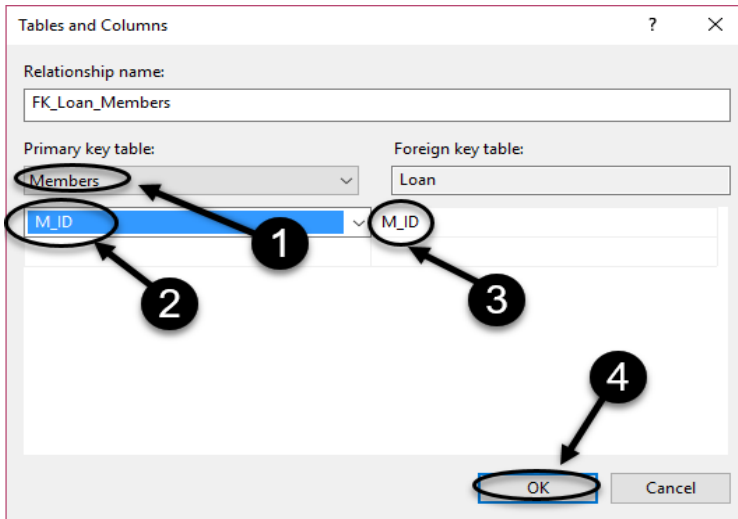 Tables and Columns ? ×
Relationship name:
FK_Loan_Members
Primary key table: Foreign key table:
Members Loan
M_ID M_ID
1
2 3
4
OK Cancel